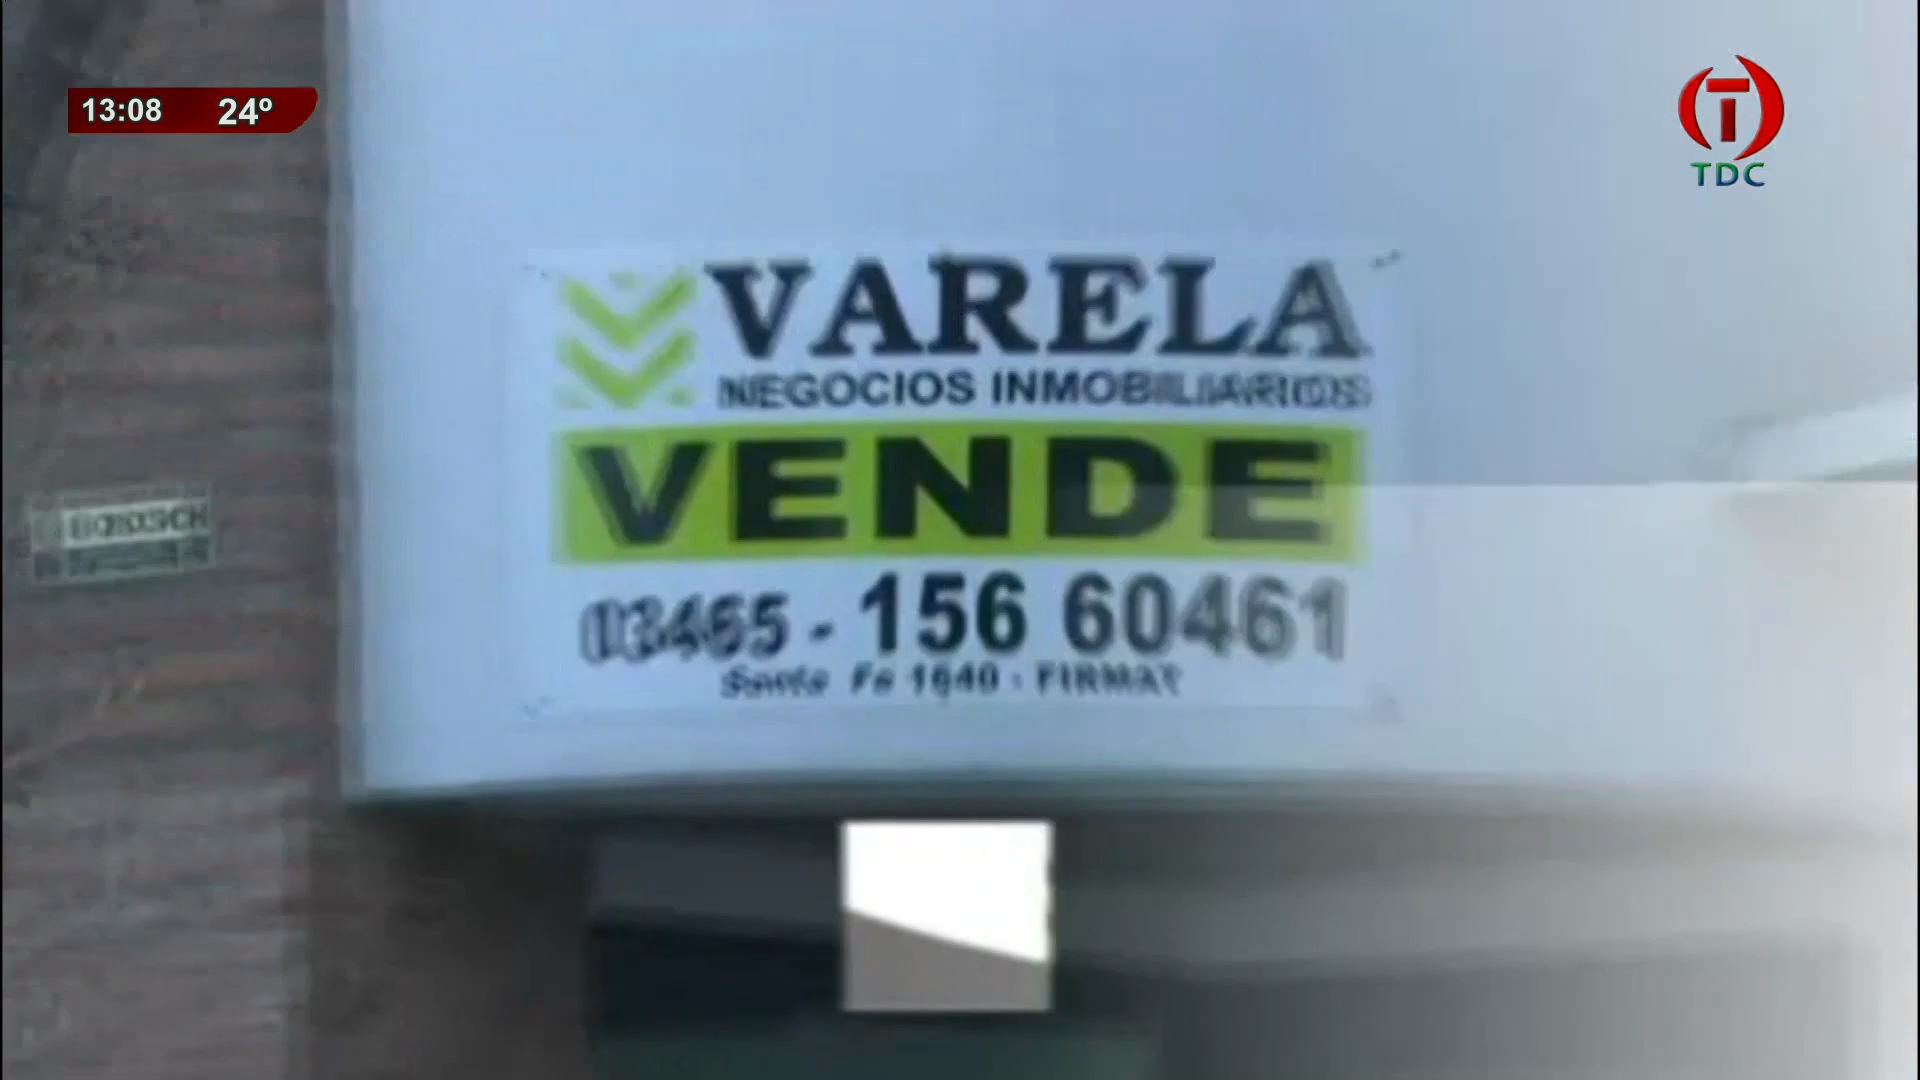 13:08 24º
TDC
VARELA
NEGOCIOS INMOBILIARIOS
VENDE
03465 - 156 60461
Santa Fe 1640 - FIRMAT